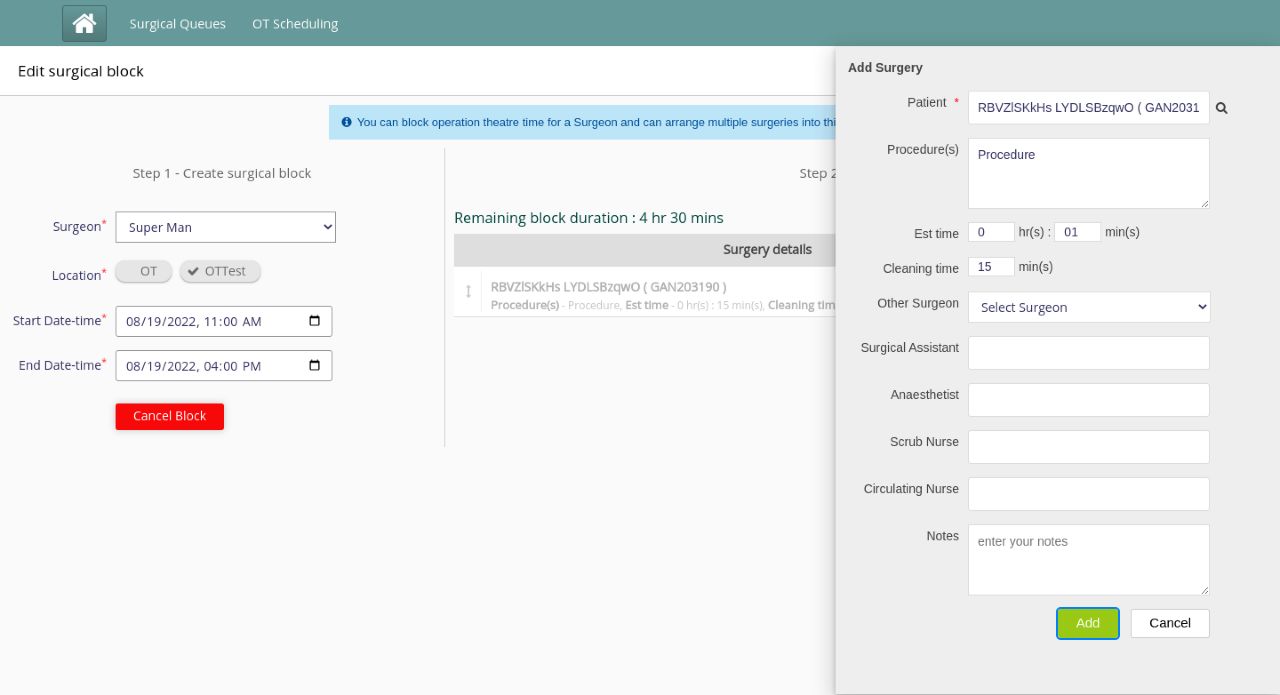 Surgical Queues OT Scheduling
Edit surgical block
You can block operation theatre time for a Surgeon and can arrange multiple surgeries into thi
Step 1 - Create surgical block
Surgeon* Super Man
Location* OT OTTest
Start Date-time* 08/19/2022, 11:00 AM
End Date-time* 08/19/2022, 04:00 PM
Cancel Block
Step 2
Remaining block duration : 4 hr 30 mins
Surgery details
RBVZlSKkHs LYDLSBzqwO ( GAN203190 )
Procedure(s) - Procedure, Est time - 0 hr(s) : 15 min(s), Cleaning tim
Add Surgery
Patient * RBVZlSKkHs LYDLSBzqwO ( GAN2031
Procedure(s) Procedure
Est time 0 hr(s) : 01 min(s)
Cleaning time 15 min(s)
Other Surgeon Select Surgeon
Surgical Assistant
Anaesthetist
Scrub Nurse
Circulating Nurse
Notes enter your notes
Add Cancel